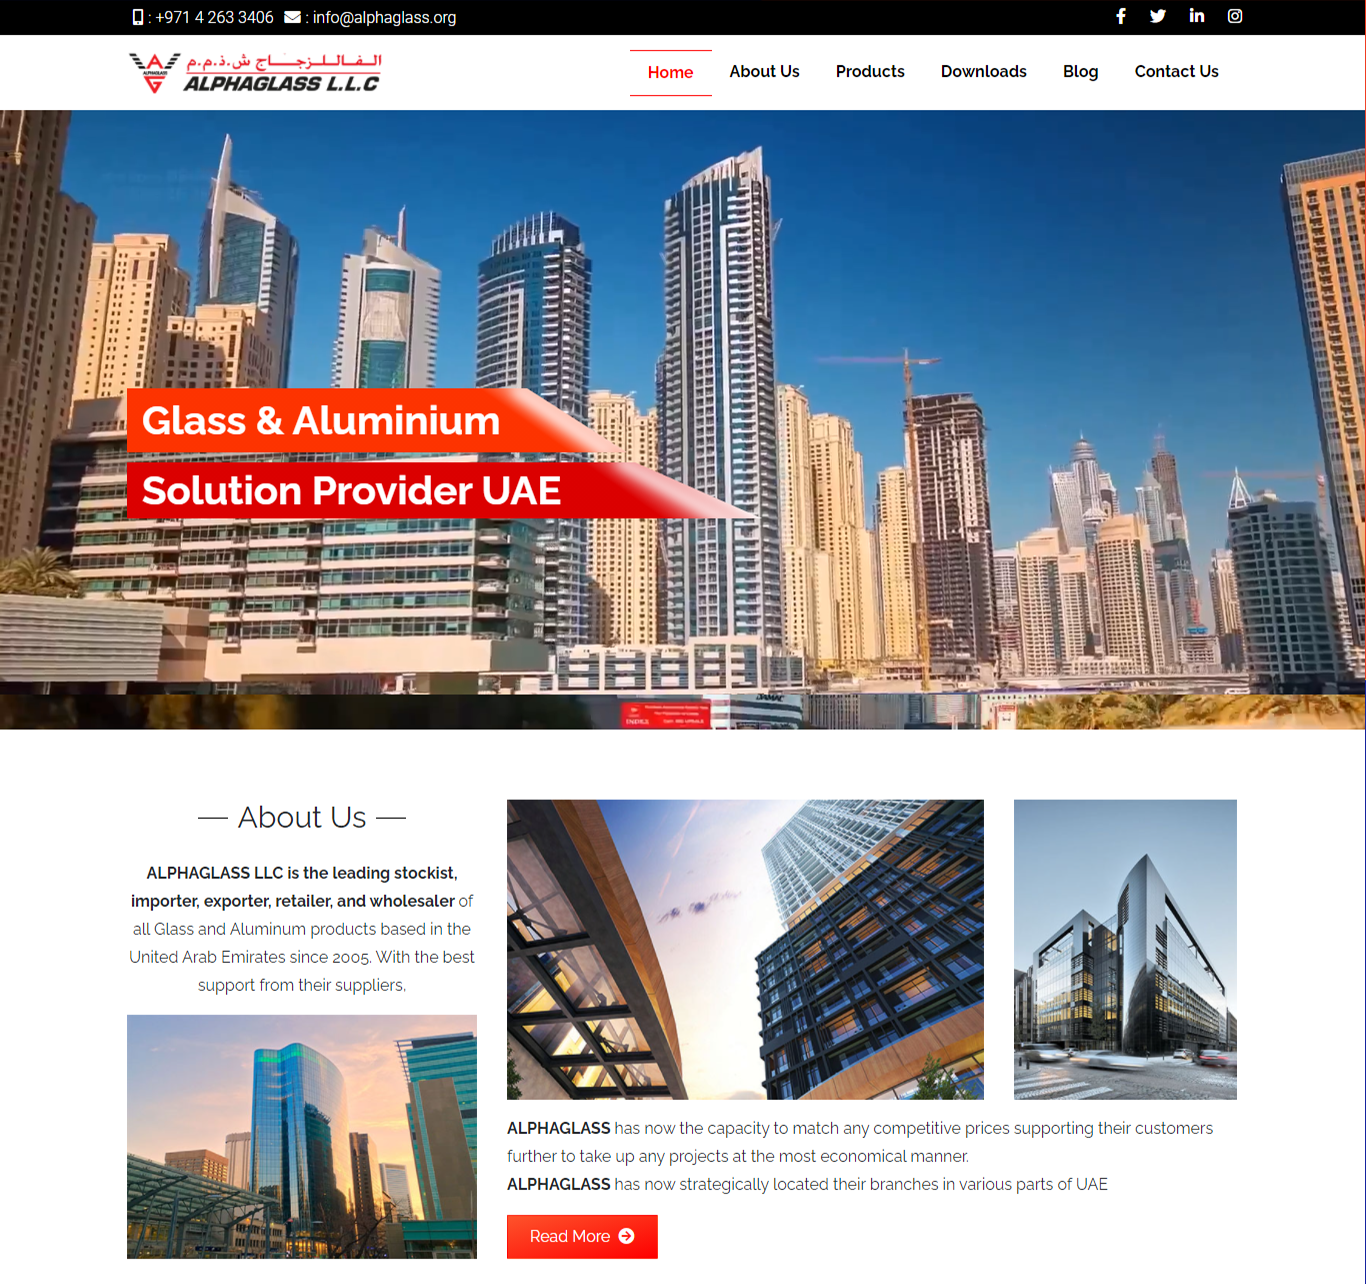 : +971 4 263 3406 : info@alphaglass.org
الفاللزجاج ش.ذ.م.م
ALPHAGLASS
ALPHAGLASS L.L.C
Home About Us Products Downloads Blog Contact Us
Glass & Aluminium
Solution Provider UAE
DAMAC
About Us
ALPHAGLASS LLC is the leading stockist,
importer, exporter, retailer, and wholesaler of
all Glass and Aluminum products based in the
United Arab Emirates since 2005. With the best
support from their suppliers.
ALPHAGLASS has now the capacity to match any competitive prices supporting their customers
further to take up any projects at the most economical manner.
ALPHAGLASS has now strategically located their branches in various parts of UAE
Read More